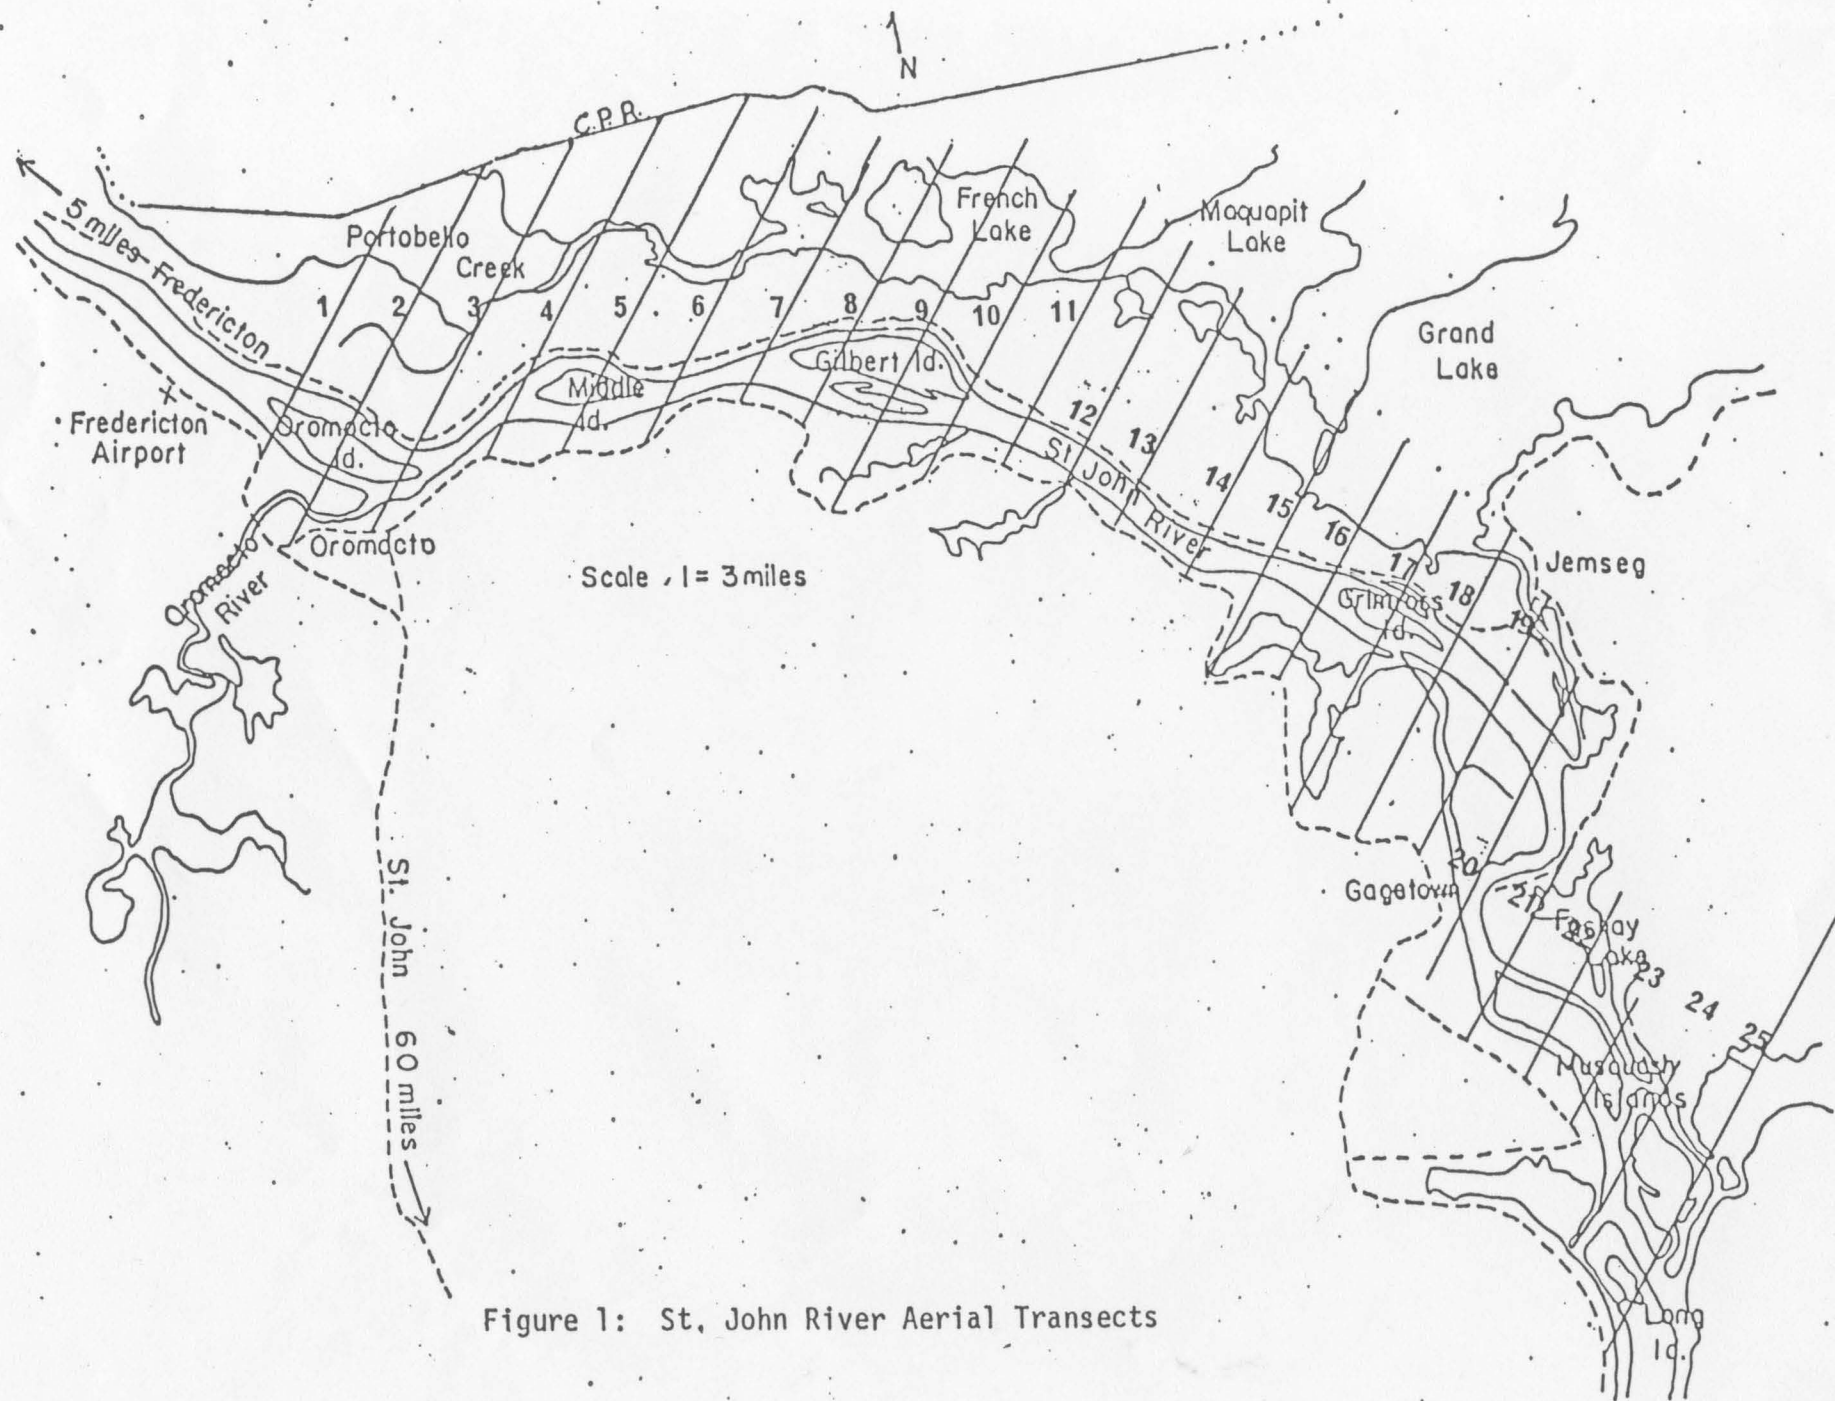 N
C.P.R.
5 miles Fredericton
Portobello
Creek
French
Lake
Maquapit
Lake
1 2 3 4 5 6 7 8 9 10 11
Grand
Lake
Gilbert Id.
Middle
Id.
Fredericton
Airport
Oromocto
Id.
12
13
14
15
16
17
18
19
St John River
Oromocto
Oromocto
River
Scale 1 = 3 miles
Jemseg
Grimross
Id.
St. John 60 miles
20
Gagetown
21
Foshay
Lake
23
24
25
Musquash
Islands
Long
Id.
Figure 1: St. John River Aerial Transects